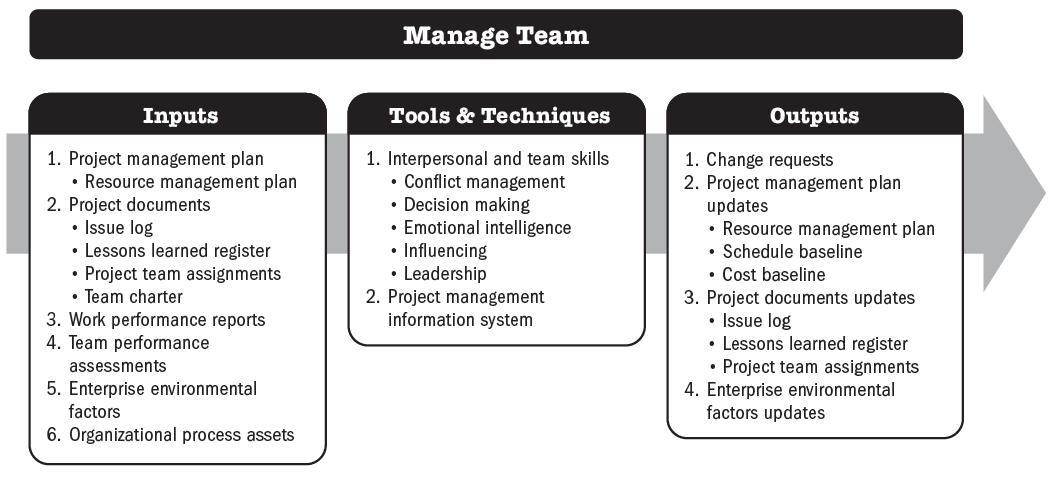 Manage Team
Inputs
1. Project management plan
• Resource management plan
2. Project documents
• Issue log
• Lessons learned register
• Project team assignments
• Team charter
3. Work performance reports
4. Team performance
assessments
5. Enterprise environmental
factors
6. Organizational process assets
Tools & Techniques
1. Interpersonal and team skills
• Conflict management
• Decision making
• Emotional intelligence
• Influencing
• Leadership
2. Project management
information system
Outputs
1. Change requests
2. Project management plan
updates
• Resource management plan
• Schedule baseline
• Cost baseline
3. Project documents updates
• Issue log
• Lessons learned register
• Project team assignments
4. Enterprise environmental
factors updates